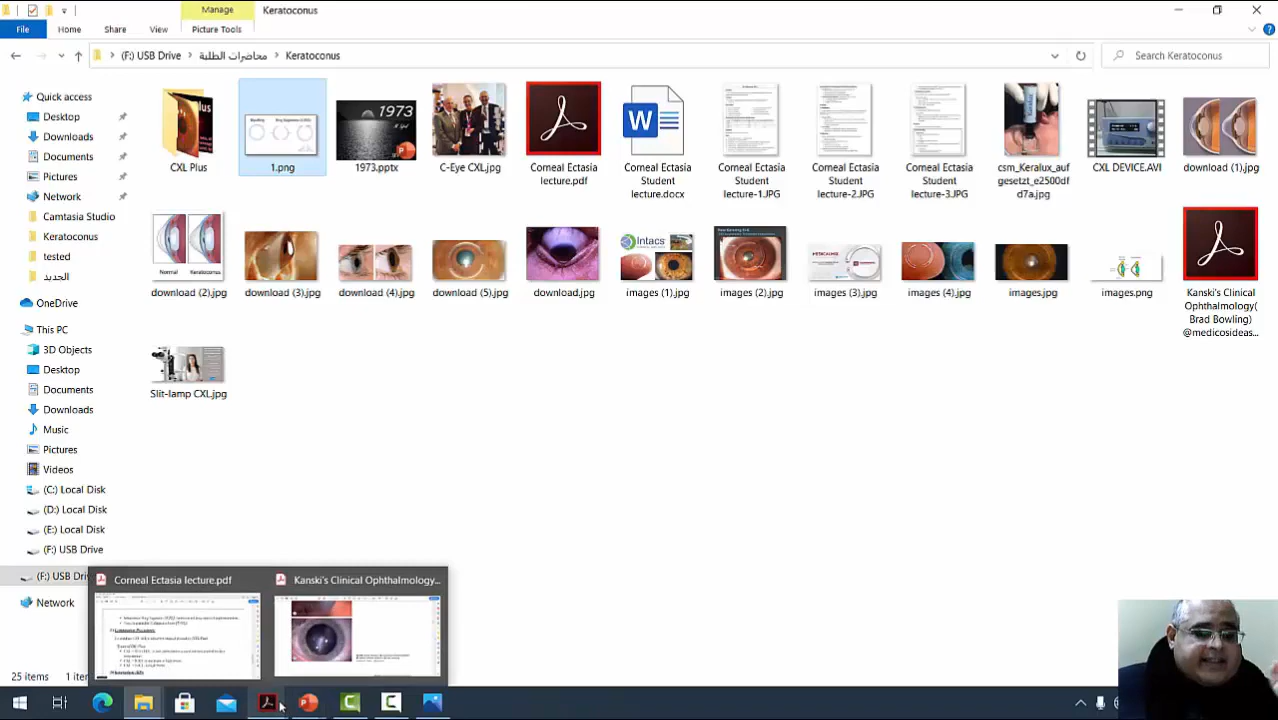 Manage
Keratoconus
File
Home
Share
View
Picture Tools
(F:) USB Drive
محاضرات الطلبة
Keratoconus
Search Keratoconus
Quick access
Desktop
Downloads
Documents
Pictures
Network
Camtasia Studio
Keratoconus
tested
الجديد
OneDrive
This PC
3D Objects
Desktop
Documents
Downloads
Music
Pictures
Videos
(C:) Local Disk
(D:) Local Disk
(E:) Local Disk
(F:) USB Drive
(F:) USB Dri
Network
CXL Plus
1.png
1973
1973.pptx
C-Eye CXL.jpg
Corneal Ectasia
lecture.pdf
Corneal Ectasia
Student
lecture.docx
Corneal Ectasia
Student
lecture-1.JPG
Corneal Ectasia
Student
lecture-2.JPG
Corneal Ectasia
Student
lecture-3.JPG
csm_Keralux_auf
gesetzt_e2500df
d7a.jpg
CXL DEVICE.AVI
download (1).jpg
Normal
Keratoconus
download (2).jpg
download (3).jpg
download (4).jpg
download (5).jpg
download.jpg
Intacs
images (1).jpg
images (2).jpg
images (3).jpg
images (4).jpg
images.jpg
images.png
Kanski's Clinical
Ophthalmology(
Brad Bowling)
@medicosideas...
Slit-lamp CXL.jpg
Corneal Ectasia lecture.pdf
Kanski's Clinical Ophthalmology...
25 items
1 iter